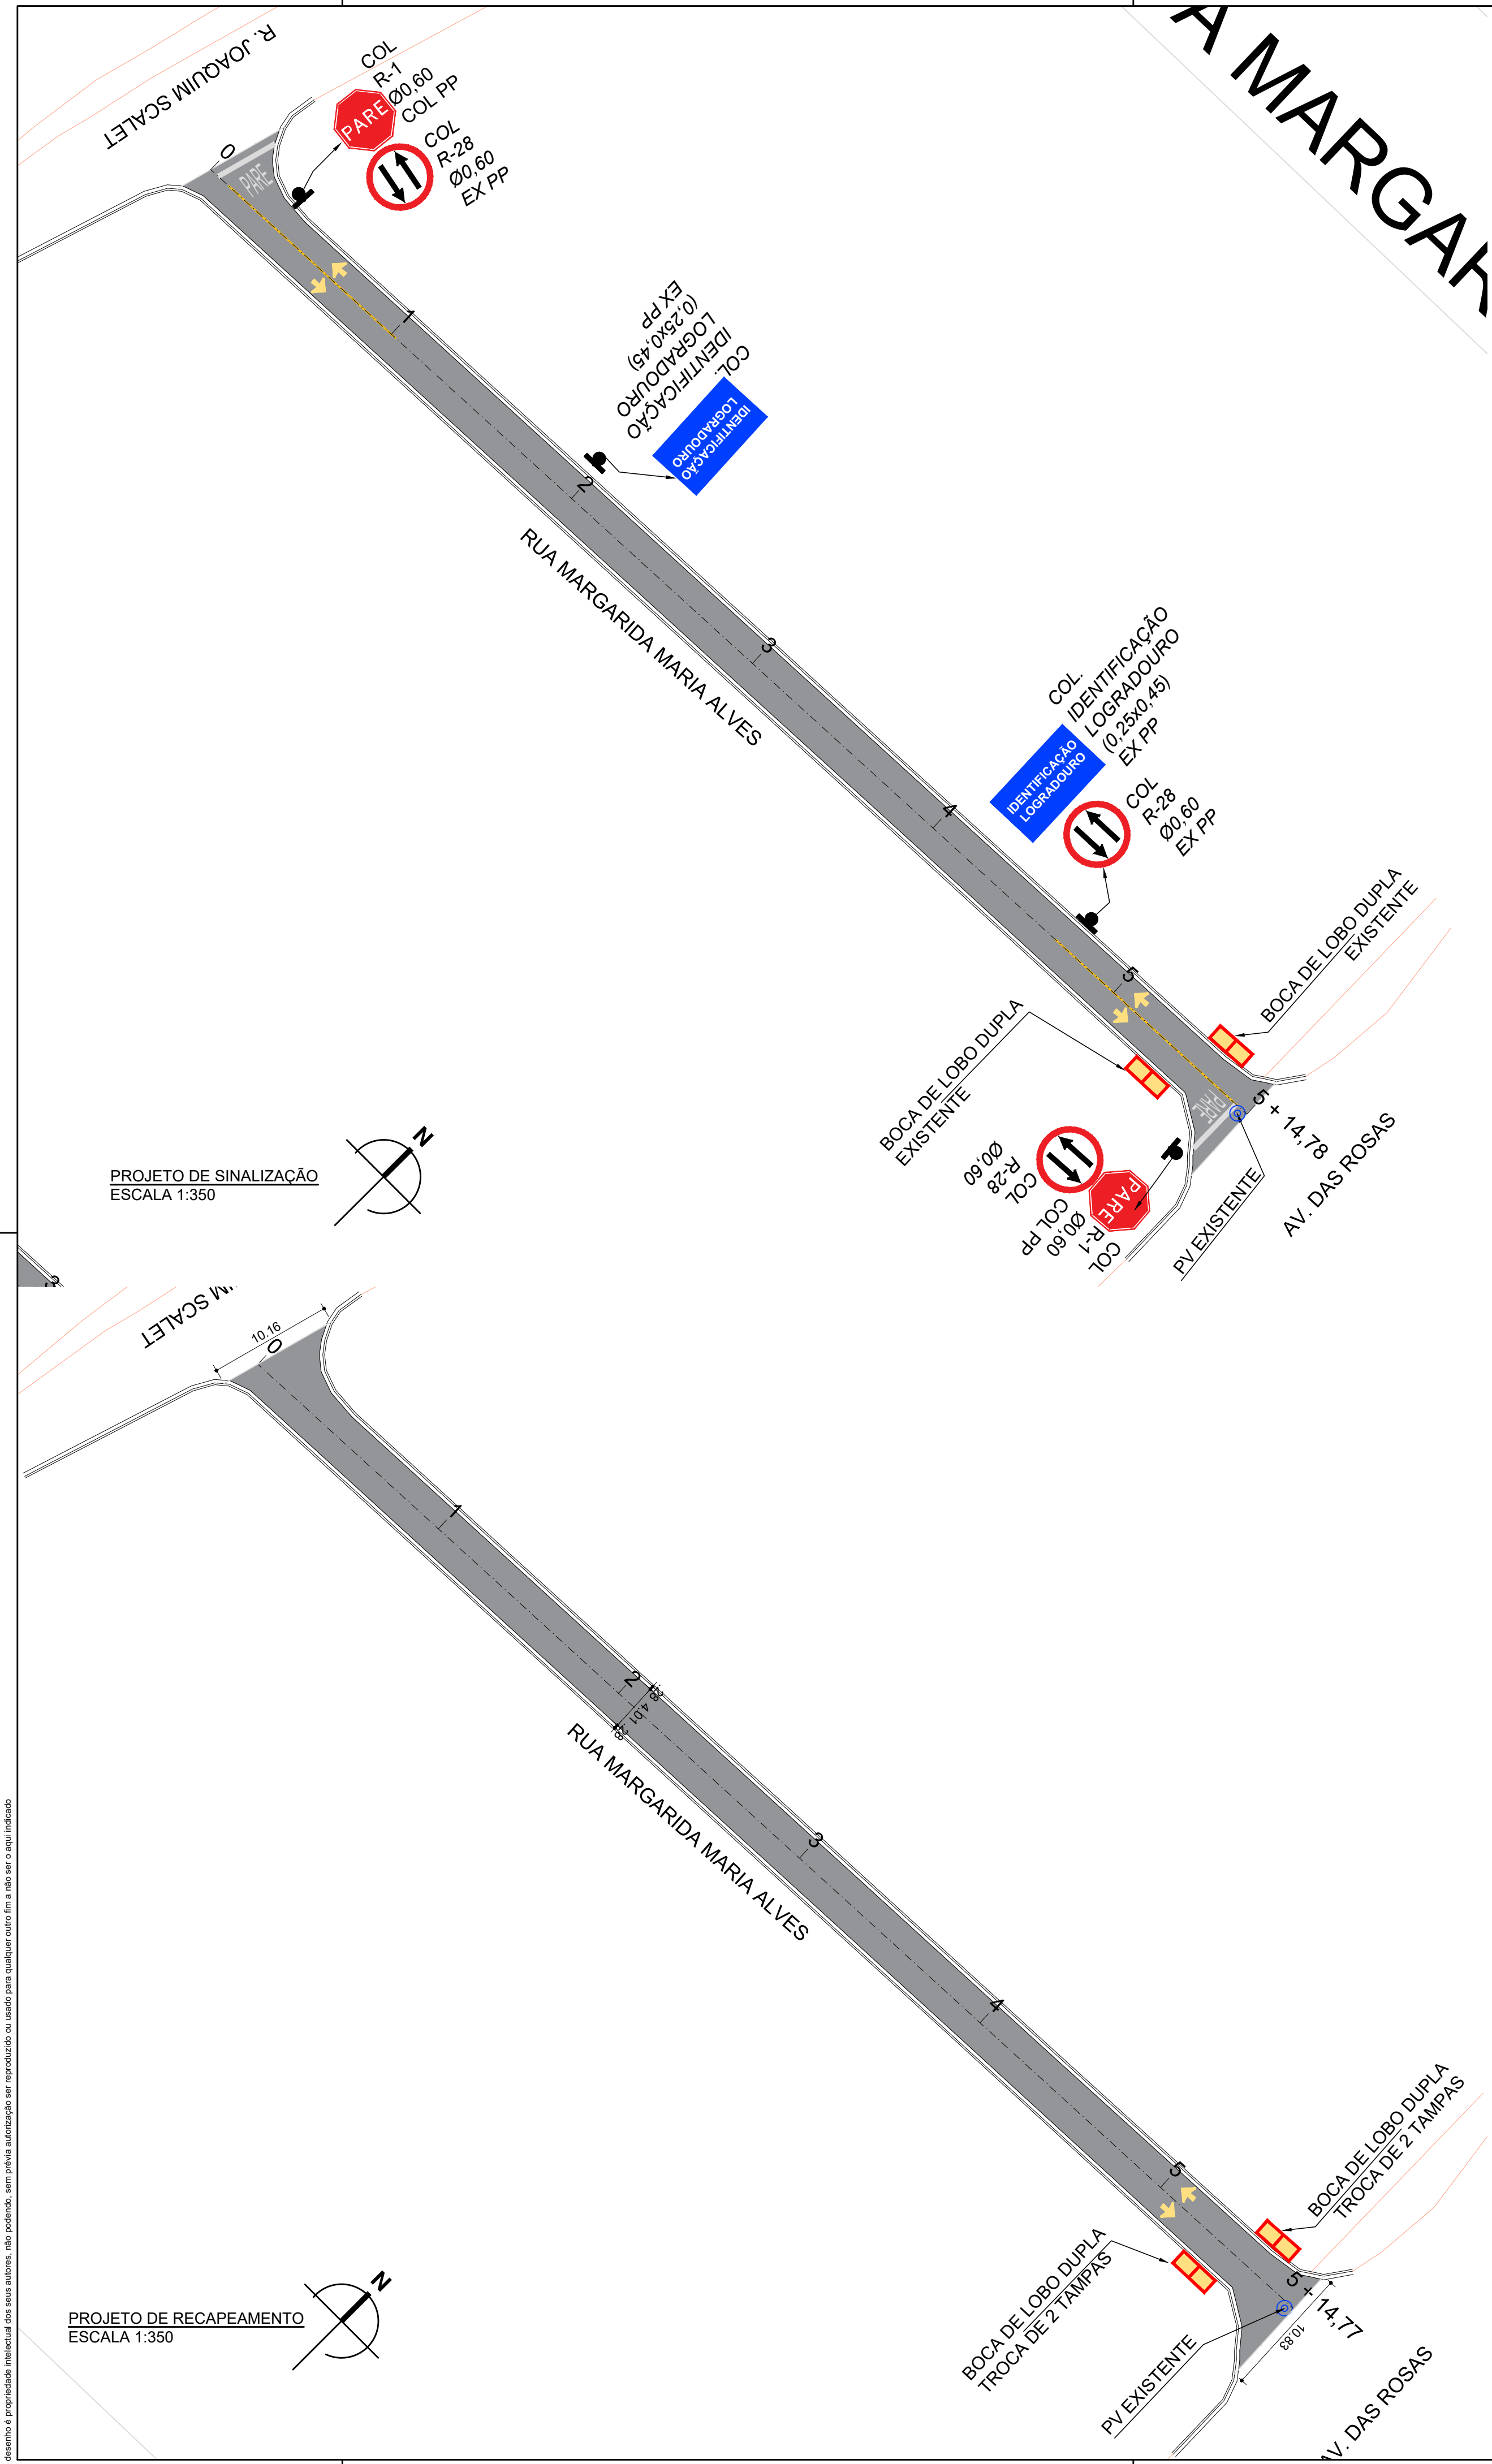 R. JOAQUIM SCALET
0
PARE
COL
R-1
Ø0,60
COL PP
PARE
COL
R-28
Ø0,60
EX PP
A MARGAR
1
COL.
IDENTIFICAÇÃO
LOGRADOURO
(0,25x0,45)
EX PP
IDENTIFICAÇÃO
LOGRADOURO
2
RUA MARGARIDA MARIA ALVES
3
COL.
IDENTIFICAÇÃO
LOGRADOURO
(0,25x0,45)
EX PP
IDENTIFICAÇÃO
LOGRADOURO
4
COL
R-28
Ø0,60
EX PP
5
BOCA DE LOBO DUPLA
EXISTENTE
BOCA DE LOBO DUPLA
EXISTENTE
PARE
5 + 14,78
AV. DAS ROSAS
PV EXISTENTE
COL
R-28
Ø0,60
PARE
COL
R-1
Ø0,60
COL PP
PROJETO DE SINALIZAÇÃO
ESCALA 1:350
N
3
IM SCALET
10.16
0
1
2
.28 4.01 .28
RUA MARGARIDA MARIA ALVES
3
4
5
BOCA DE LOBO DUPLA
TROCA DE 2 TAMPAS
BOCA DE LOBO DUPLA
TROCA DE 2 TAMPAS
5 + 14,77
10.83
PV EXISTENTE
AV. DAS ROSAS
PROJETO DE RECAPEAMENTO
ESCALA 1:350
N
desenho é propriedade intelectual dos seus autores, não podendo, sem prévia autorização ser reproduzido ou usado para qualquer outro fim a não ser o aqui indicado